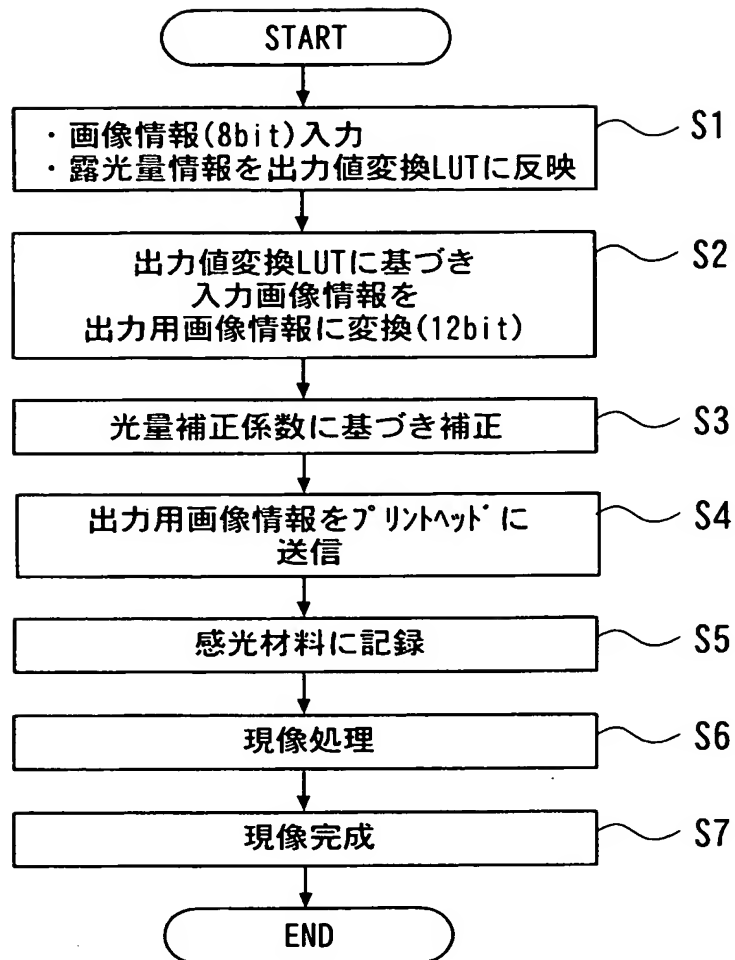 START
・画像情報(8bit)入力
・露光量情報を出力値変換LUTに反映
S1
出力値変換LUTに基づき
入力画像情報を
出力用画像情報に変換(12bit)
S2
光量補正係数に基づき補正
S3
出力用画像情報をﾌﾟﾘﾝﾄﾍｯﾄﾞに
送信
S4
感光材料に記録
S5
現像処理
S6
現像完成
S7
END